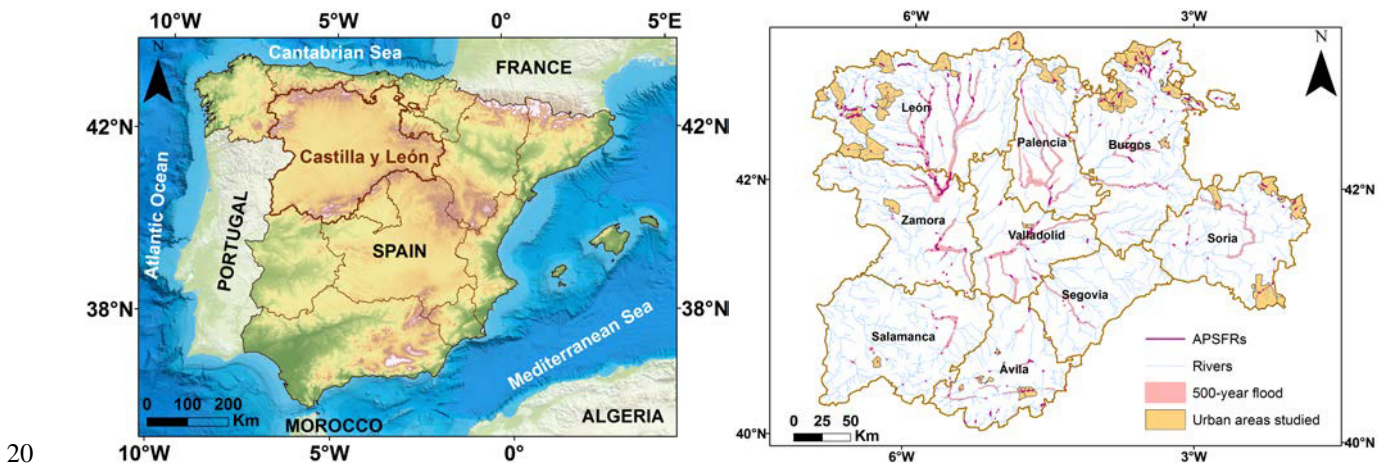 10°W
5°W
0°
5°E
N
Cantabrian Sea
FRANCE
42°N
42°N
Castilla y León
Atlantic Ocean
PORTUGAL
SPAIN
38°N
38°N
Mediterranean Sea
0 100 200
Km
MOROCCO
ALGERIA
10°W
5°W
0°
6°W
3°W
N
León
Palencia
Burgos
42°N
42°N
Zamora
Valladolid
Soria
Segovia
Salamanca
Ávila
APSFRs
Rivers
500-year flood
Urban areas studied
0 25 50
Km
40°N
40°N
6°W
3°W
20